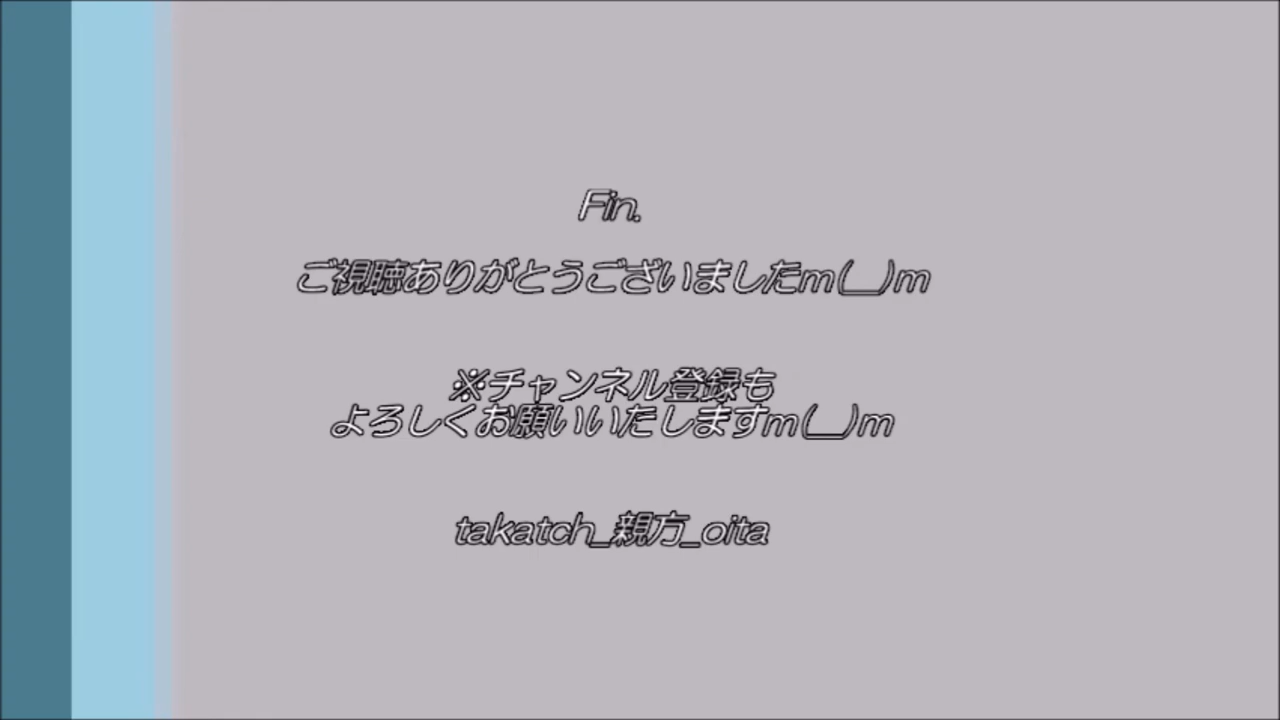 Fin.
ご視聴ありがとうございましたm(__)m
※チャンネル登録も
よろしくお願いいたしますm(__)m
takatch_親方_oita